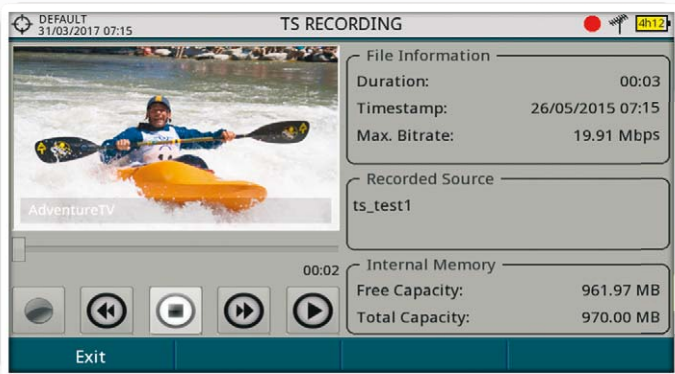 DEFAULT
31/03/2017 07:15
TS RECORDING
4h12
AdventureTV
00:02
File Information
Duration: 00:03
Timestamp: 26/05/2015 07:15
Max. Bitrate: 19.91 Mbps
Recorded Source
ts_test1
Internal Memory
Free Capacity: 961.97 MB
Total Capacity: 970.00 MB
Exit